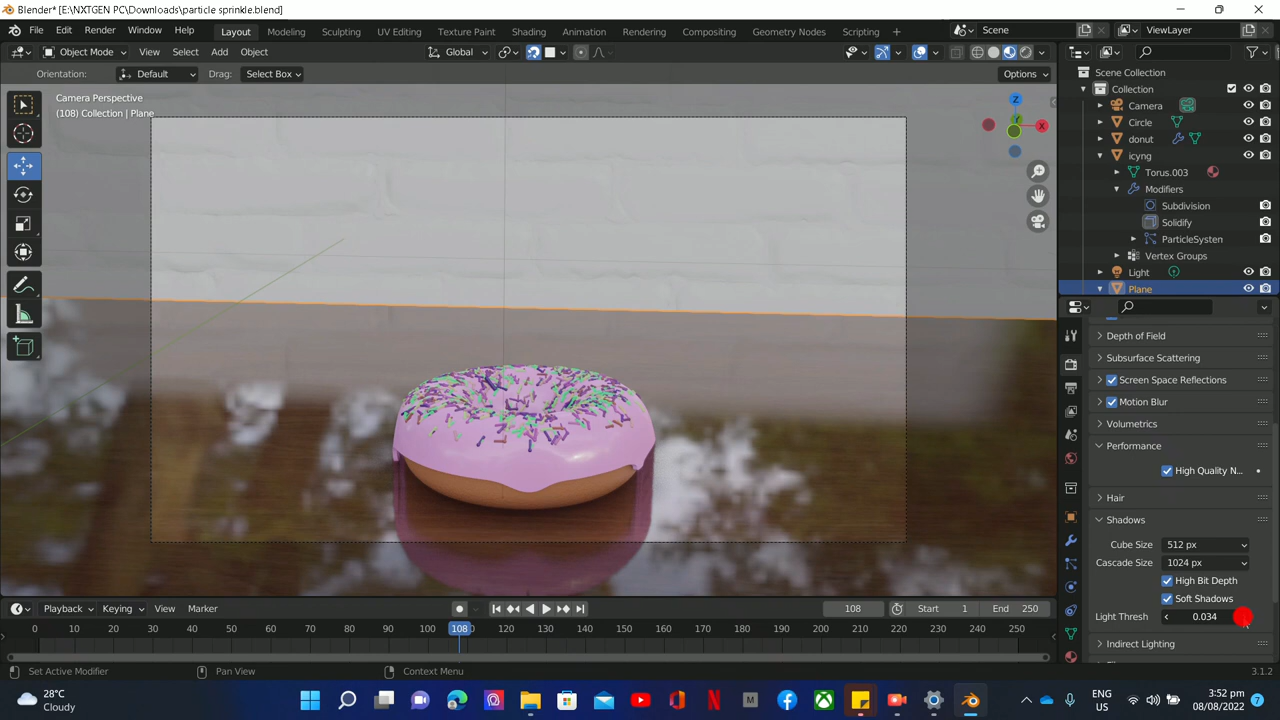 Blender* [E:\NXTGEN PC\Downloads\particle sprinkle.blend]
File Edit Render Window Help Layout Modeling Sculpting UV Editing Texture Paint Shading Animation Rendering Compositing Geometry Nodes Scripting + Scene ViewLayer
Object Mode View Select Add Object Global
Orientation: Default Drag: Select Box Options
Camera Perspective
(108) Collection | Plane
Z
Y
X
Scene Collection
Collection
Camera
Circle
donut
icyng
Torus.003
Modifiers
Subdivision
Solidify
ParticleSysten
Vertex Groups
Light
Plane
Depth of Field
Subsurface Scattering
Screen Space Reflections
Motion Blur
Volumetrics
Performance
High Quality N...
Hair
Shadows
Cube Size 512 px
Cascade Size 1024 px
High Bit Depth
Soft Shadows
Light Thresh 0.034
Indirect Lighting
Playback Keying View Marker 108 Start 1 End 250
0 10 20 30 40 50 60 70 80 90 100 108 120 130 140 150 160 170 180 190 200 210 220 230 240 250
Set Active Modifier Pan View Context Menu 3.1.2
28°C
Cloudy
M
ENG
US
3:52 pm
08/08/2022
7